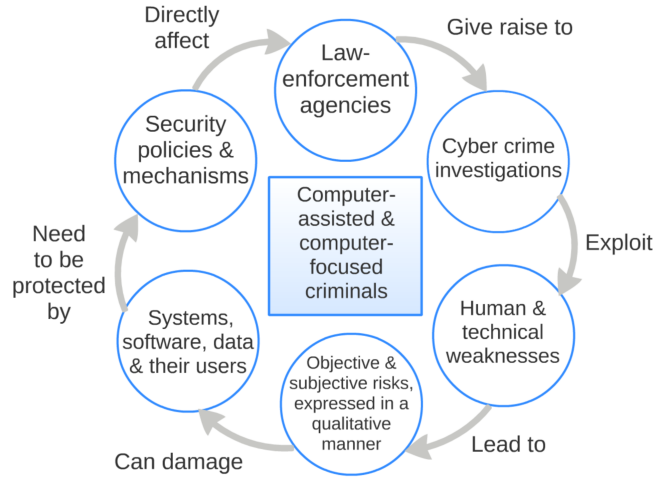 Directly
affect
Give raise to
Law-
enforcement
agencies
Security
policies &
mechanisms
Cyber crime
investigations
Computer-
assisted &
computer-
focused
criminals
Need
to be
protected
by
Exploit
Systems,
software, data
& their users
Human &
technical
weaknesses
Objective &
subjective risks,
expressed in a
qualitative
manner
Can damage
Lead to